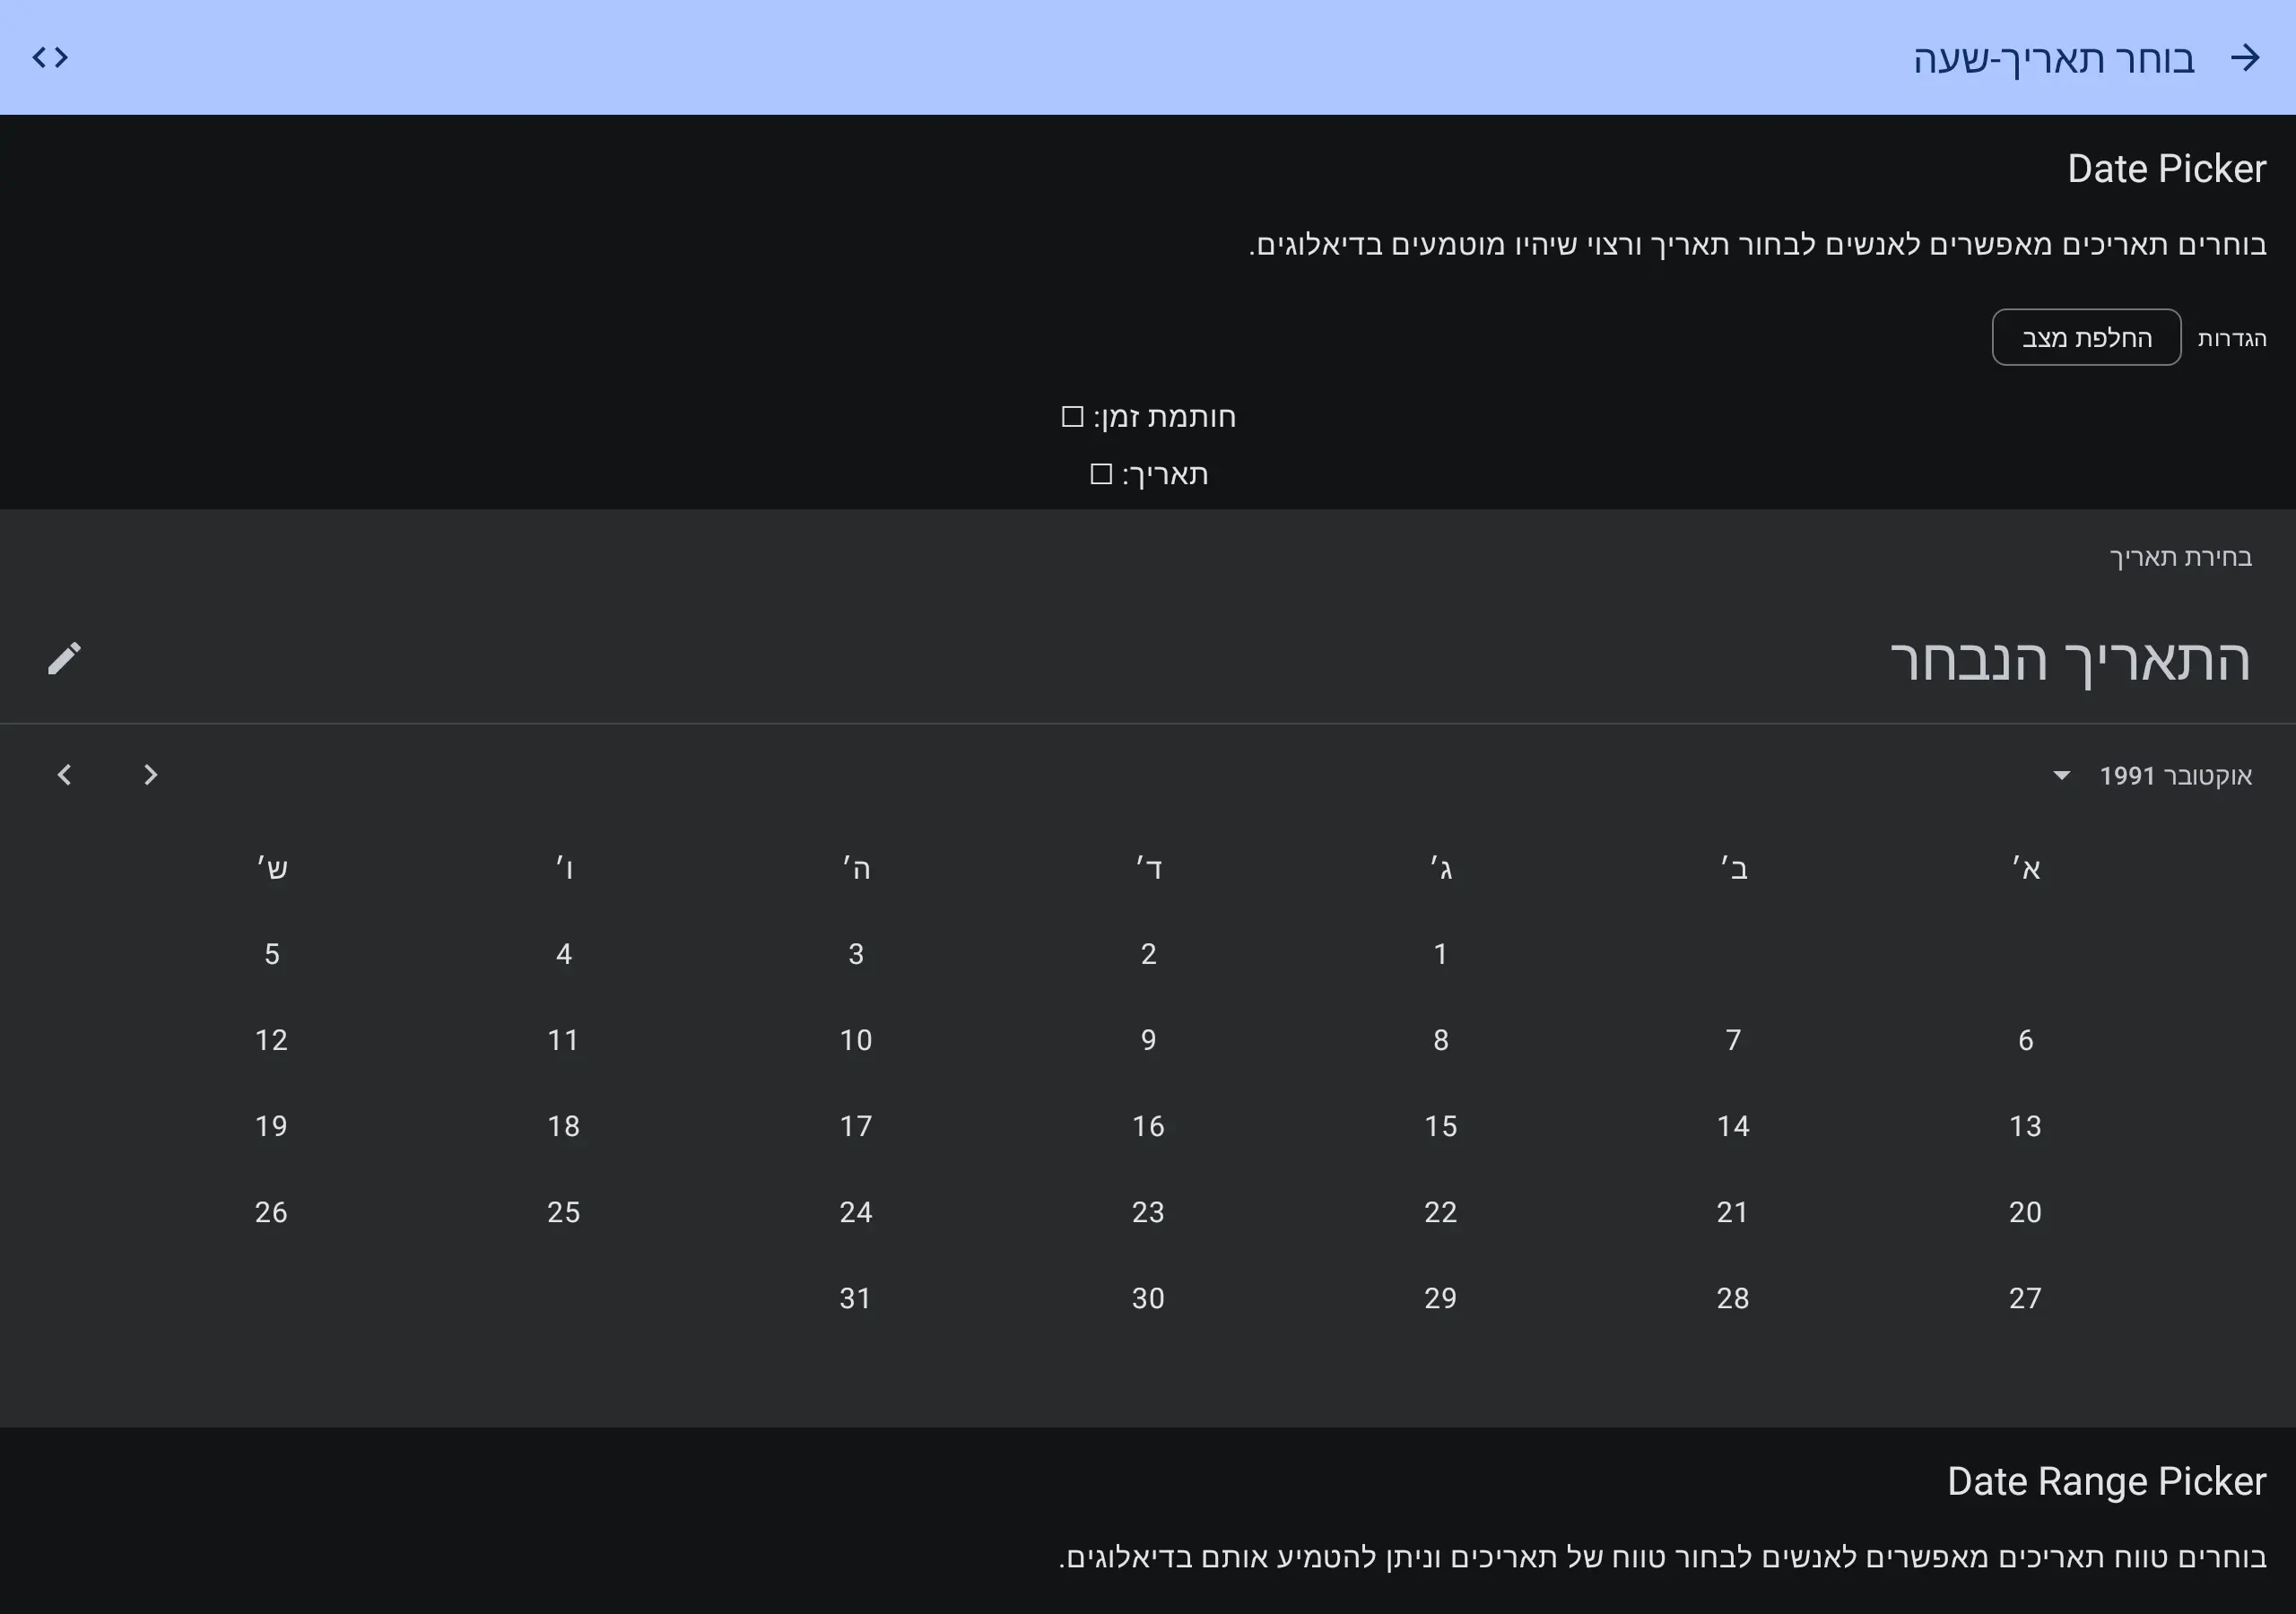 בוחר תאריך-שעה
Date Picker
בוחרים תאריכים מאפשרים לאנשים לבחור תאריך ורצוי שיהיו מוטמעים בדיאלוגים.
הגדרות החלפת מצב
חותמת זמן: □
תאריך: □
בחירת תאריך
התאריך הנבחר
אוקטובר 1991
א׳ ב׳ ג׳ ד׳ ה׳ ו׳ ש׳
1 2 3 4 5
6 7 8 9 10 11 12
13 14 15 16 17 18 19
20 21 22 23 24 25 26
27 28 29 30 31
Date Range Picker
בוחרים טווח תאריכים מאפשרים לאנשים לבחור טווח של תאריכים וניתן להטמיע אותם בדיאלוגים.